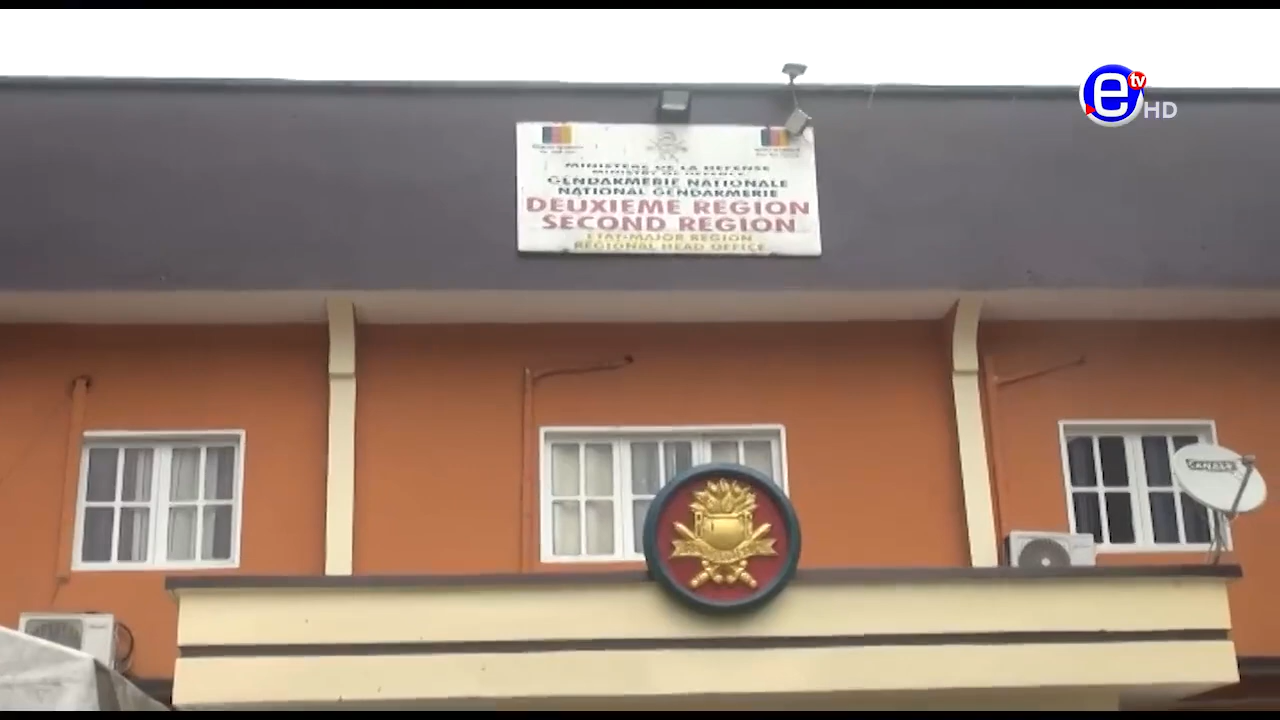 e tv HD
MINISTERE DE LA DEFENSE
MINISTRY OF DEFENCE
GENDARMERIE NATIONALE
NATIONAL GENDARMERIE
DEUXIEME REGION
SECOND REGION
ETAT-MAJOR REGION
REGIONAL HEAD OFFICE
CANAL+